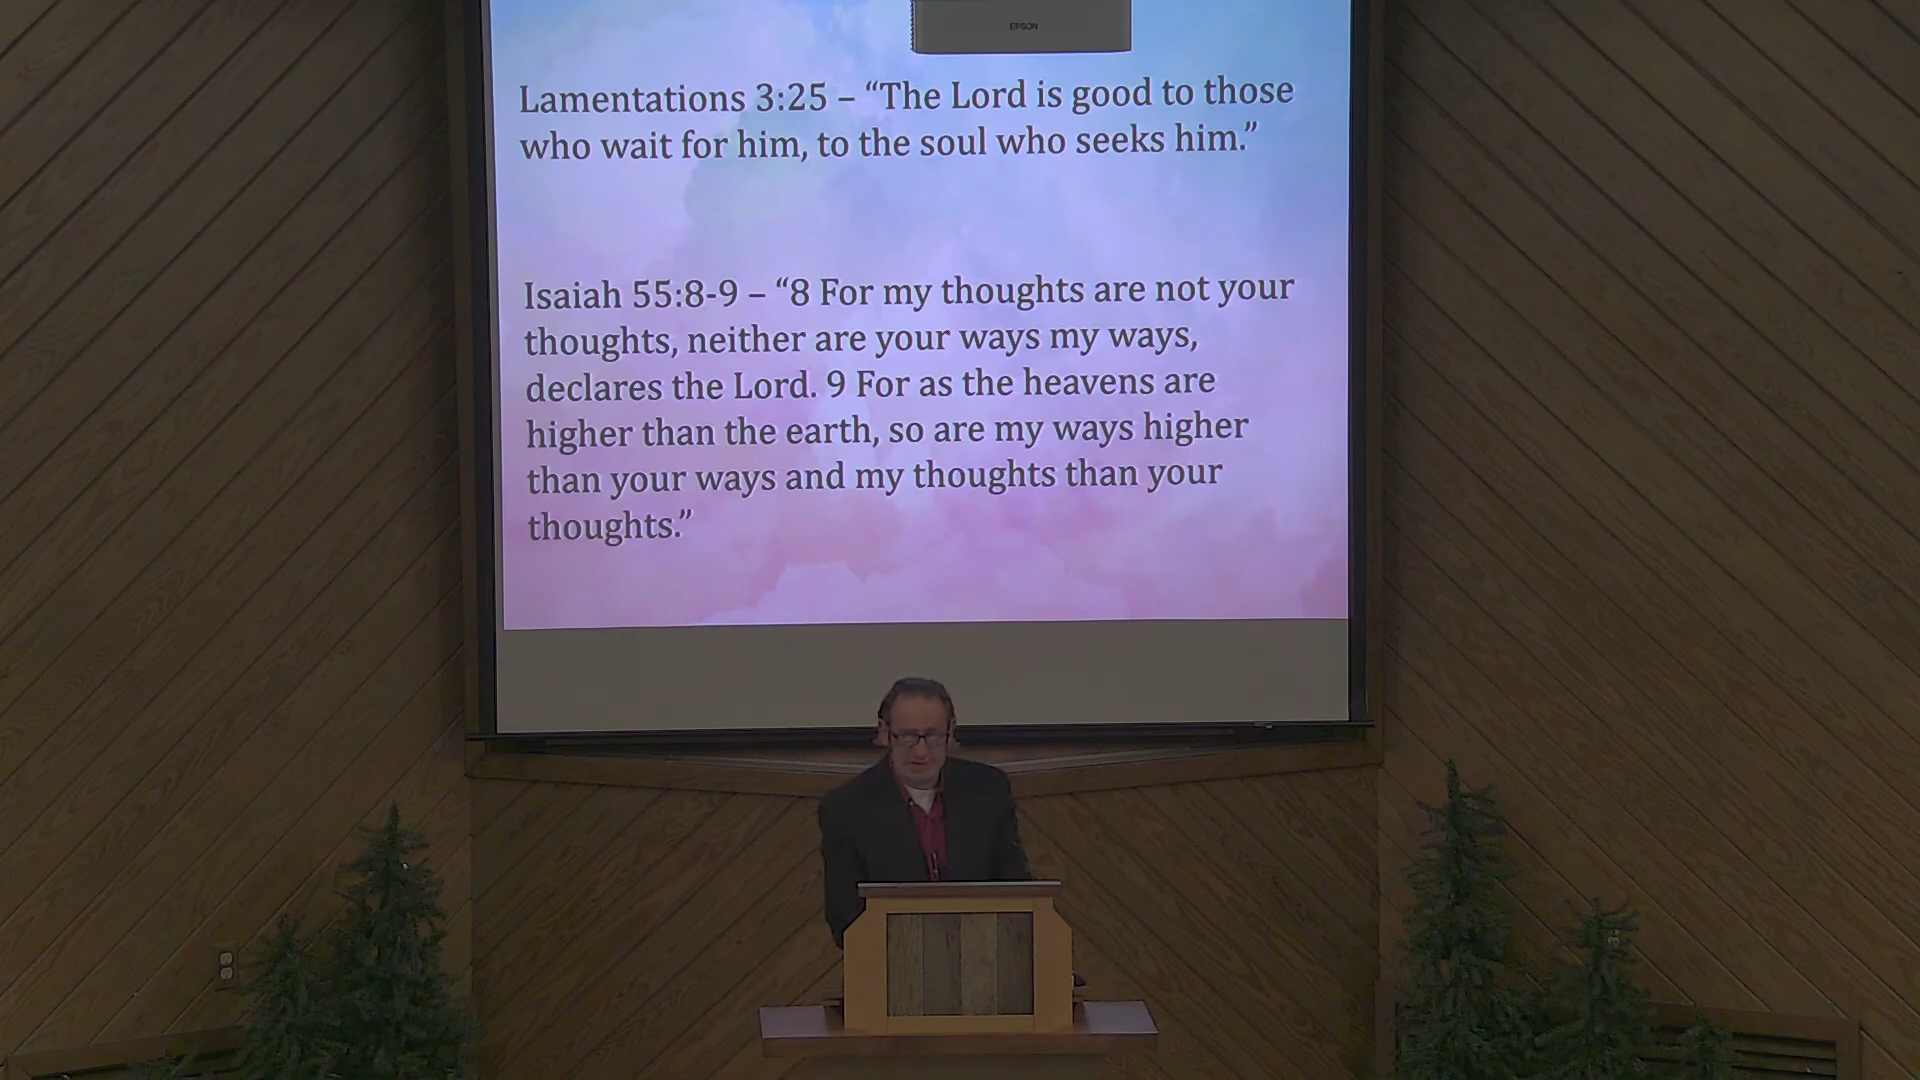 EPSON
Lamentations 3:25 – “The Lord is good to those
who wait for him, to the soul who seeks him.”
Isaiah 55:8-9 – “8 For my thoughts are not your
thoughts, neither are your ways my ways,
declares the Lord. 9 For as the heavens are
higher than the earth, so are my ways higher
than your ways and my thoughts than your
thoughts.”